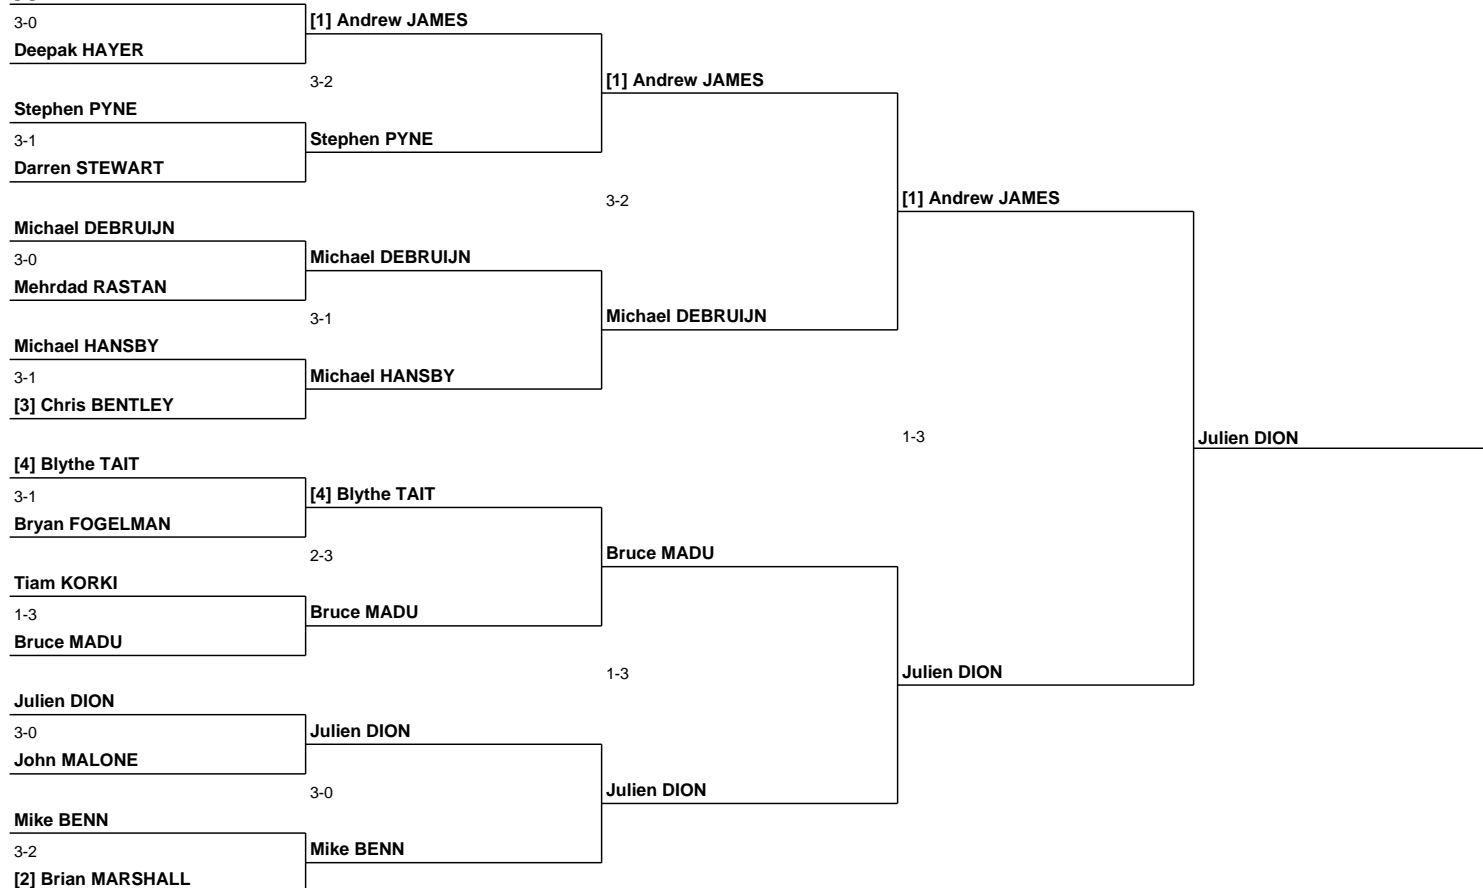 3-0
Deepak HAYER
Stephen PYNE
3-1
Darren STEWART
Michael DEBRUIJN
3-0
Mehrdad RASTAN
Michael HANSBY
3-1
[3] Chris BENTLEY
[4] Blythe TAIT
3-1
Bryan FOGELMAN
Tiam KORKI
1-3
Bruce MADU
Julien DION
3-0
John MALONE
Mike BENN
3-2
[2] Brian MARSHALL
[1] Andrew JAMES
3-2
Stephen PYNE
Michael DEBRUIJN
3-1
Michael HANSBY
[4] Blythe TAIT
2-3
Bruce MADU
Julien DION
3-0
Mike BENN
[1] Andrew JAMES
3-2
Michael DEBRUIJN
Bruce MADU
1-3
Julien DION
[1] Andrew JAMES
1-3
Julien DION
Julien DION